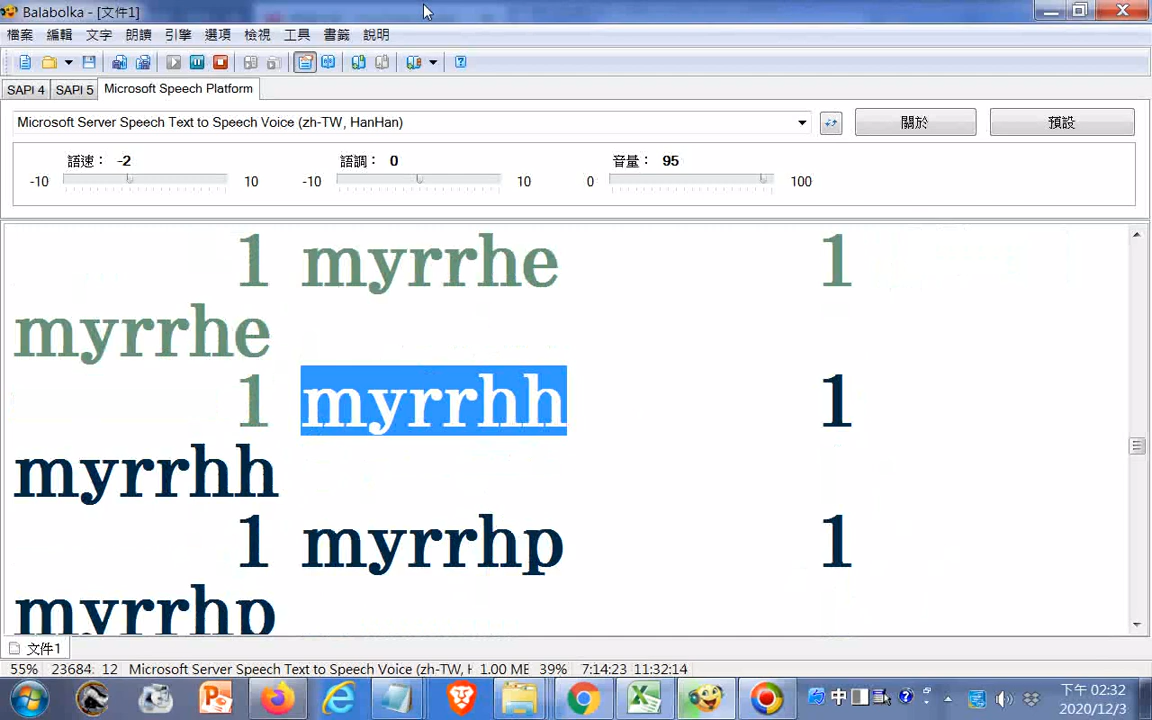 Balabolka - [文件1]
檔案 編輯 文字 朗讀 引擎 選項 檢視 工具 書籤 說明
SAPI 4 SAPI 5 Microsoft Speech Platform
Microsoft Server Speech Text to Speech Voice (zh-TW, HanHan) 關於 預設
語速： -2 語調： 0 音量： 95
-10 10 -10 10 0 100
1 myrrhe 1
myrrhe
1 myrrhh 1
myrrhh
1 myrrhp 1
myrrhp
文件1
55% 23684: 12 Microsoft Server Speech Text to Speech Voice (zh-TW, H 1.00 ME 39% 7:14:23 11:32:14
中 下午 02:32
2020/12/3